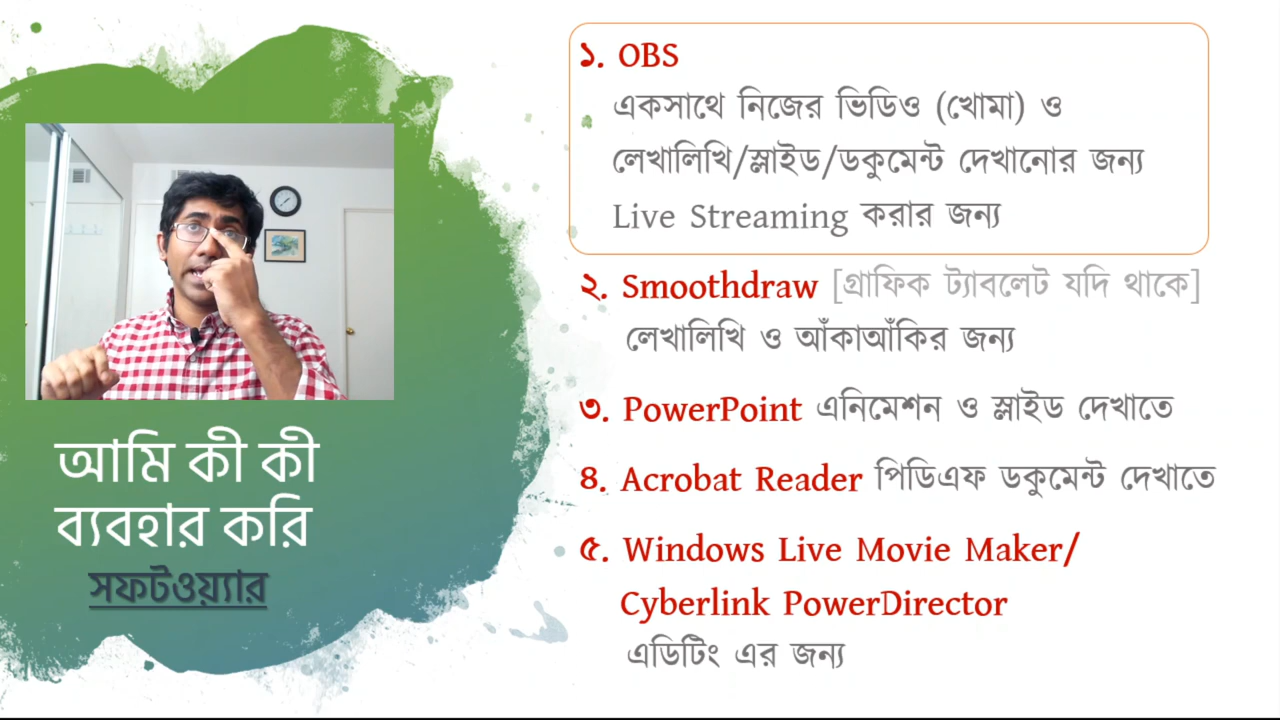 আমি কী কী
ব্যবহার করি
সফটওয়্যার
১. OBS
একসাথে নিজের ভিডিও (খোমা) ও
লেখালিখি/স্লাইড/ডকুমেন্ট দেখানোর জন্য
Live Streaming করার জন্য
২. Smoothdraw [গ্রাফিক ট্যাবলেট যদি থাকে]
লেখালিখি ও আঁকাআঁকির জন্য
৩. PowerPoint এনিমেশন ও স্লাইড দেখাতে
৪. Acrobat Reader পিডিএফ ডকুমেন্ট দেখাতে
৫. Windows Live Movie Maker/
Cyberlink PowerDirector
এডিটিং এর জন্য